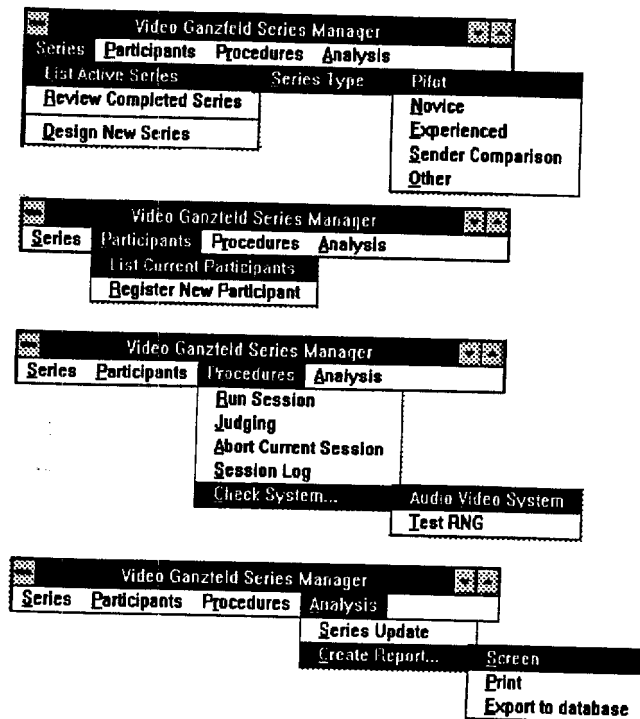 Video Ganzfeld Series Manager
Series Participants Procedures Analysis
List Active Series Series Type Pilot
Review Completed Series Novice
Experienced
Design New Series Sender Comparison
Other
Video Ganzfeld Series Manager
Series Participants Procedures Analysis
List Current Participants
Register New Participant
Video Ganzfeld Series Manager
Series Participants Procedures Analysis
Run Session
Judging
Abort Current Session
Session Log
Check System... Audio Video System
Test RNG
Video Ganzfeld Series Manager
Series Participants Procedures Analysis
Series Update
Create Report... Screen
Print
Export to database